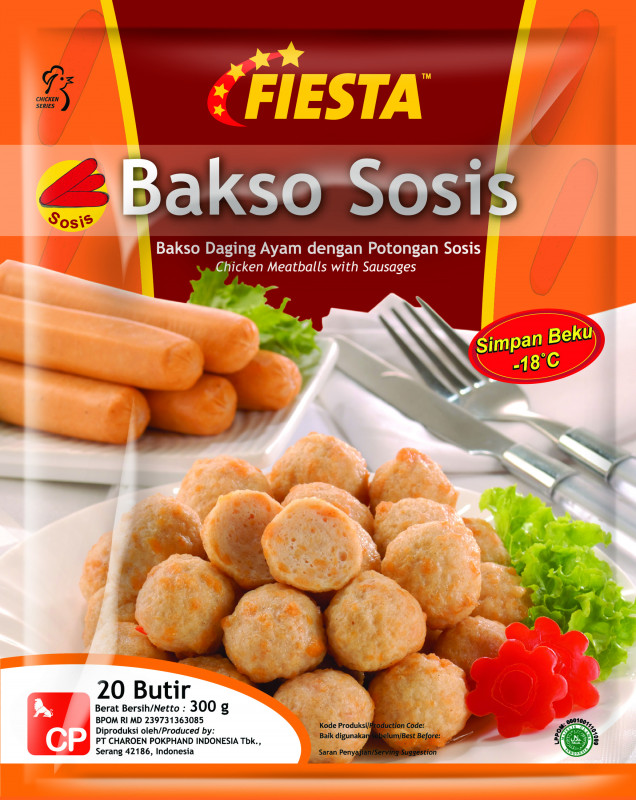 FIESTA™
CHICKEN
SERIES
Sosis
Bakso Sosis
Bakso Daging Ayam dengan Potongan Sosis
Chicken Meatballs with Sausages
Simpan Beku
-18°C
20 Butir
Berat Bersih/Netto : 300 g
BPOM RI MD 239731363085
Diproduksi oleh/Produced by:
PT CHAROEN POKPHAND INDONESIA Tbk.,
Serang 42186, Indonesia
CP
Kode Produksi/Production Code:
Baik digunakan sebelum/Best Before:
Saran Penyajian/Serving Suggestion
LPPOM